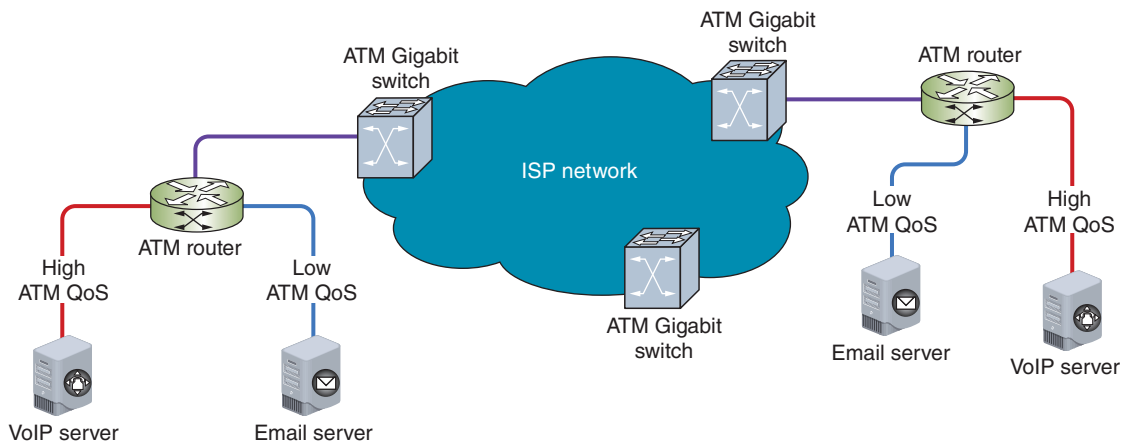 ATM Gigabit
switch
ATM Gigabit
switch
ATM router
ISP network
Low
ATM QoS
High
ATM QoS
ATM router
High
ATM QoS
Low
ATM QoS
ATM Gigabit
switch
Email server
VoIP server
VoIP server
Email server